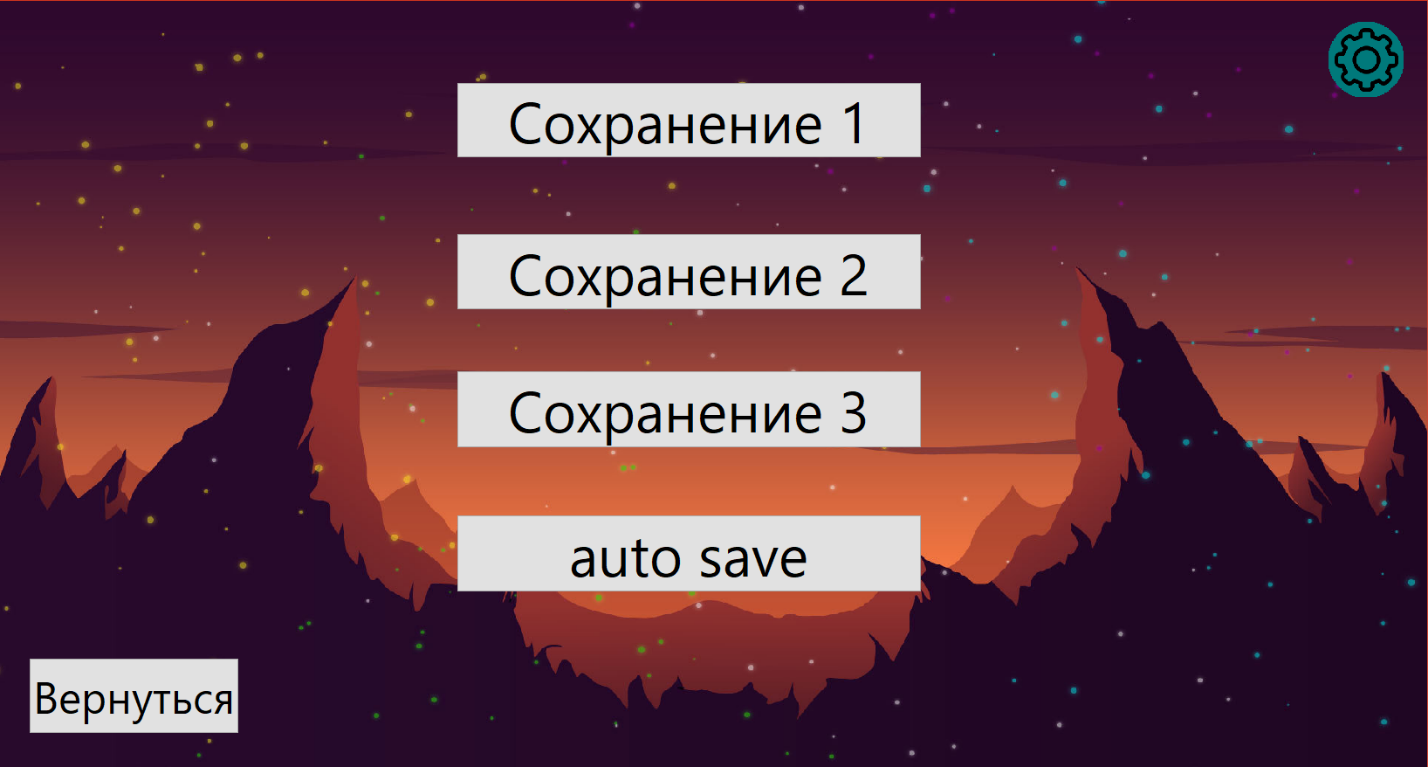 Сохранение 1
Сохранение 2
Сохранение 3
auto save
Вернуться